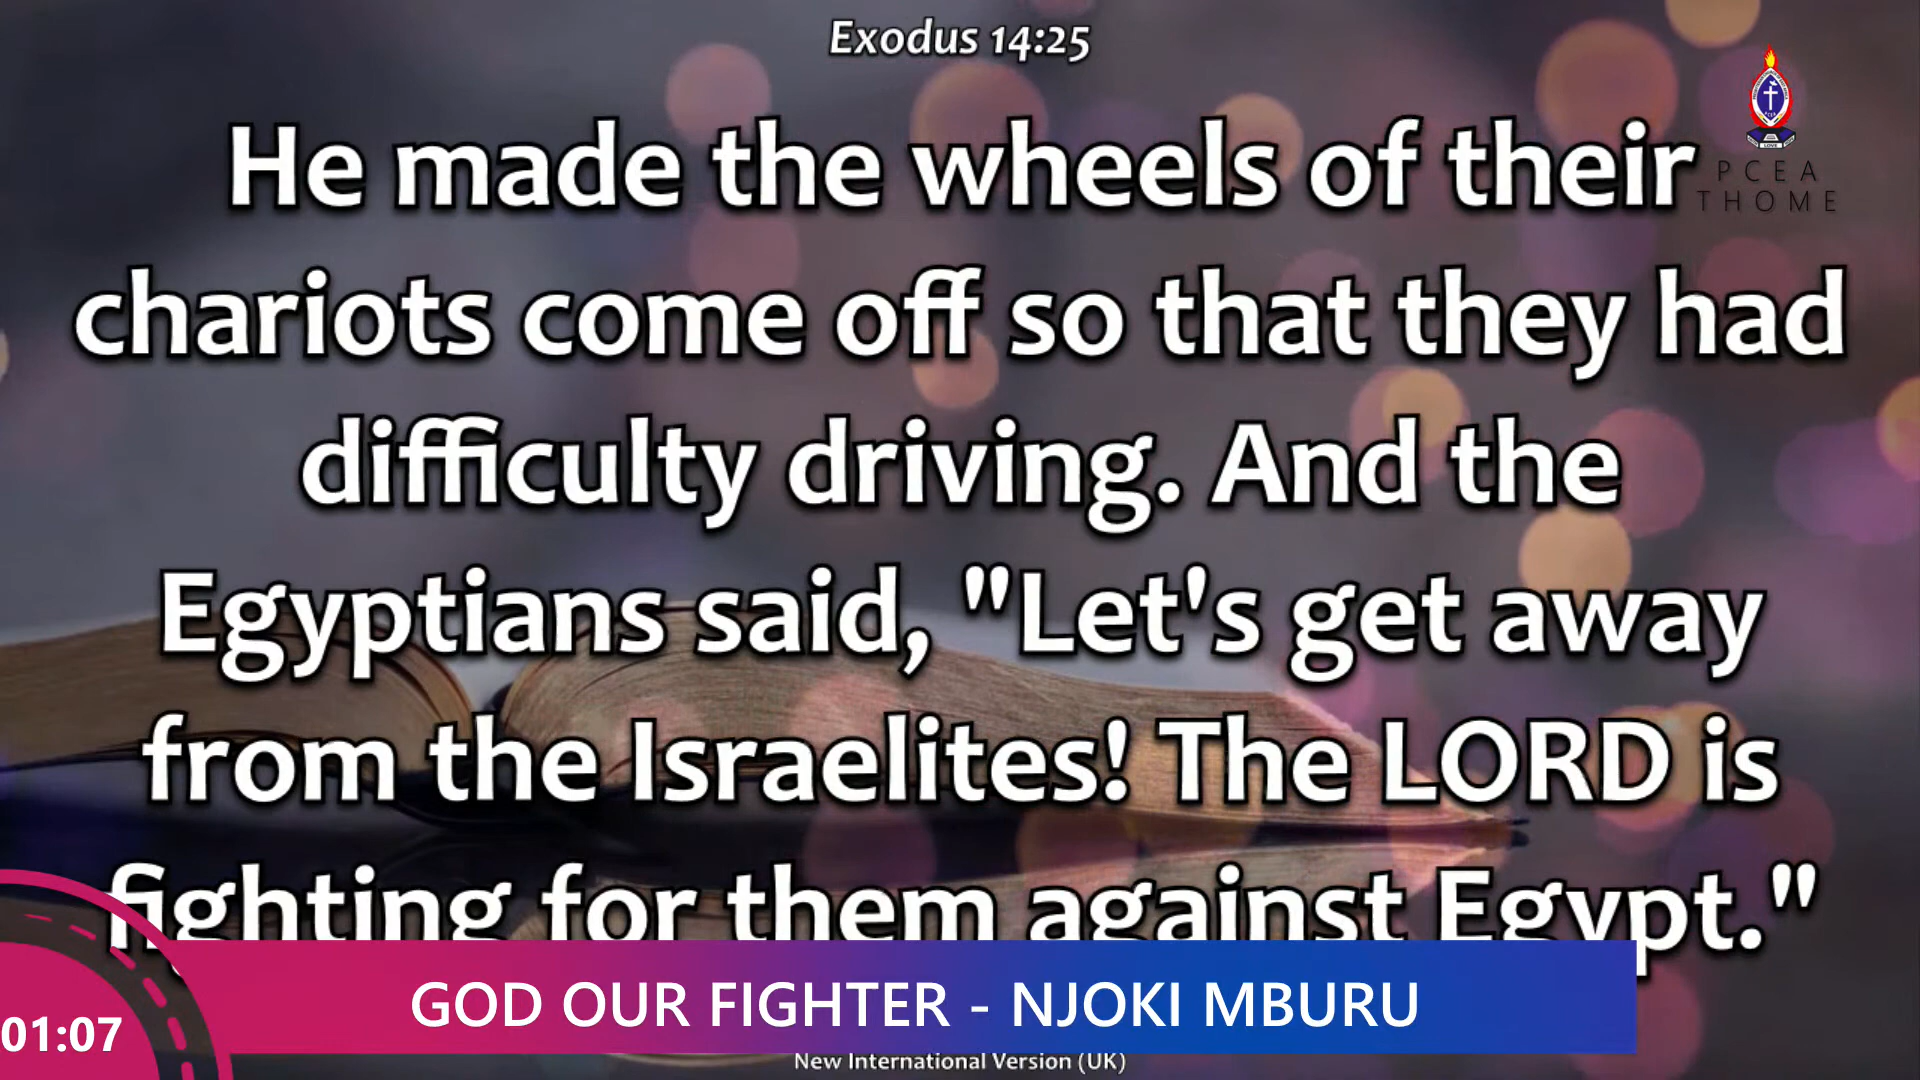 Exodus 14:25
He made the wheels of their
chariots come off so that they had
difficulty driving. And the
Egyptians said, "Let's get away
from the Israelites! The LORD is
fighting for them against Egypt."
PCEA
THOME
GOD OUR FIGHTER - NJOKI MBURU
01:07
New International Version (UK)